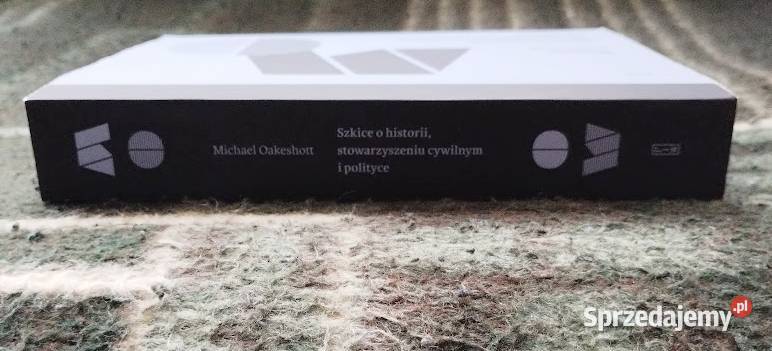 Michael Oakeshott
Szkice o historii,
stowarzyszeniu cywilnym
i polityce
Sprzedajemy.pl